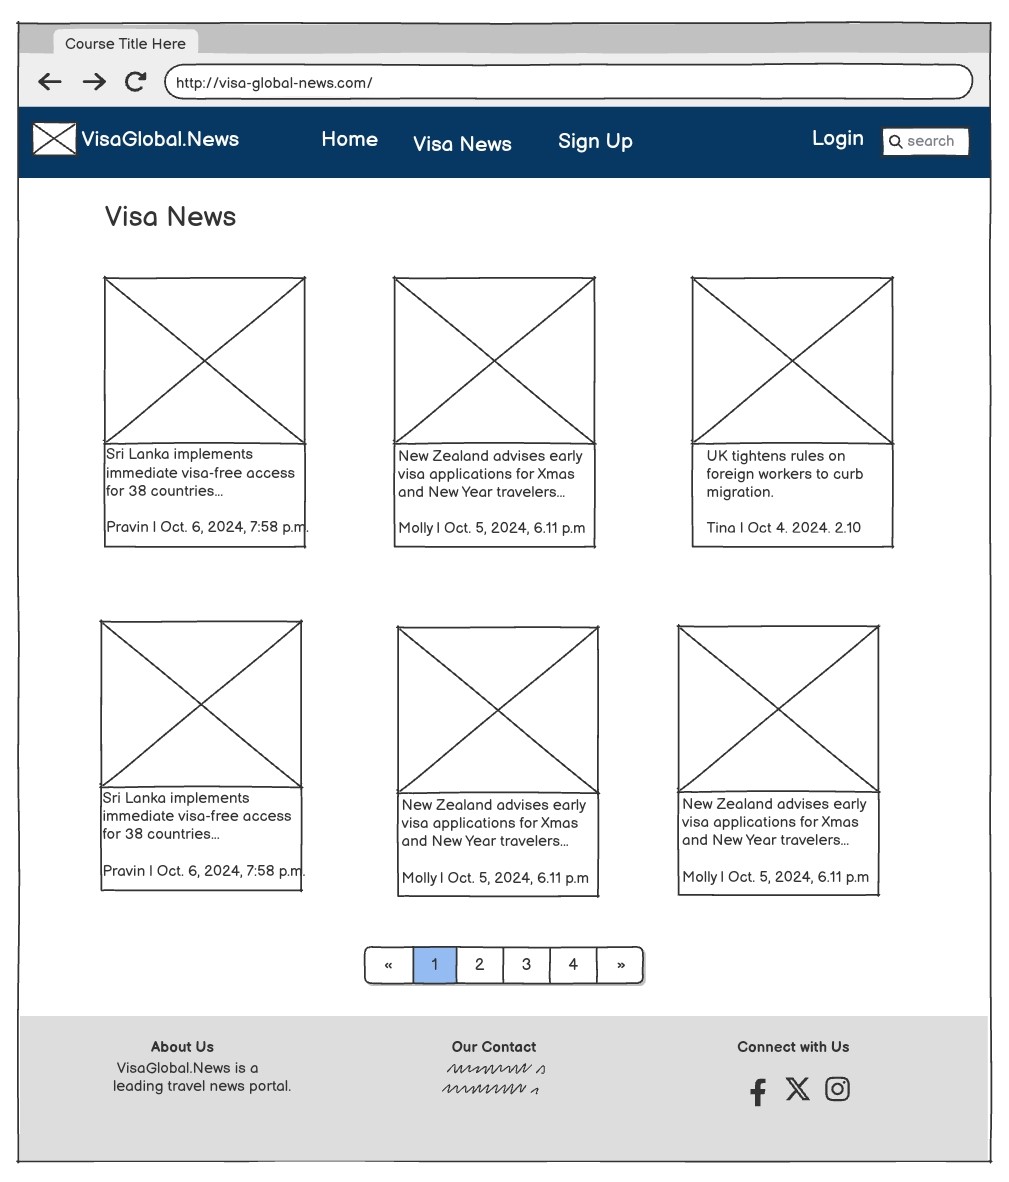 Course Title Here
http://visa-global-news.com/
VisaGlobal.News
Home
Visa News
Sign Up
Login
search
Visa News
Sri Lanka implements
immediate visa-free access
for 38 countries...
Pravin | Oct. 6, 2024, 7:58 p.m.
New Zealand advises early
visa applications for Xmas
and New Year travelers...
Molly | Oct. 5, 2024, 6.11 p.m
UK tightens rules on
foreign workers to curb
migration.
Tina | Oct 4. 2024. 2.10
Sri Lanka implements
immediate visa-free access
for 38 countries...
Pravin | Oct. 6, 2024, 7:58 p.m.
New Zealand advises early
visa applications for Xmas
and New Year travelers...
Molly | Oct. 5, 2024, 6.11 p.m
New Zealand advises early
visa applications for Xmas
and New Year travelers...
Molly | Oct. 5, 2024, 6.11 p.m
« 1 2 3 4 »
About Us
VisaGlobal.News is a
leading travel news portal.
Our Contact
Connect with Us